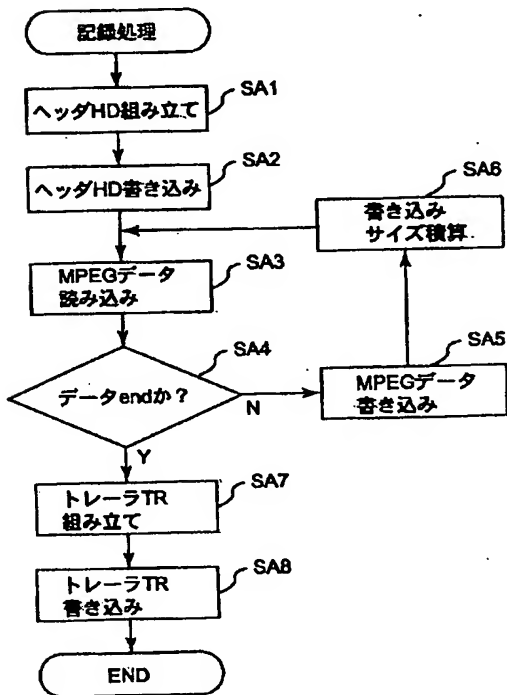 記録処理
SA1
ヘッダHD組み立て
SA2
ヘッダHD書き込み
SA6
書き込み
サイズ積算
SA3
MPEGデータ
読み込み
SA4
データendか?
N
SA5
MPEGデータ
書き込み
Y
SA7
トレーラTR
組み立て
SA8
トレーラTR
書き込み
END